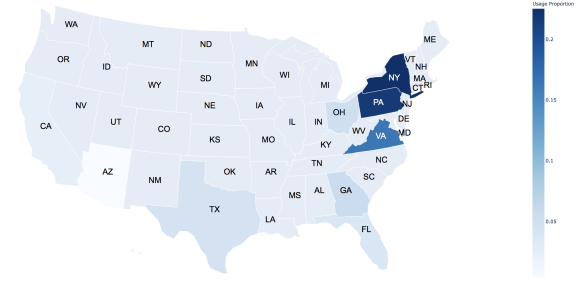 Usage Proportion
WA
ME
MT
ND
VT
OR
MN
NH
ID
WI
MA
SD
NY
CT RI
WY
MI
0.2
IA
PA
NJ
NE
NV
OH
DE
IL
IN
0.15
UT
WV
MD
CO
VA
CA
KS
MO
KY
0.1
NC
TN
OK
AZ
AR
SC
NM
MS
AL
GA
0.05
TX
LA
FL